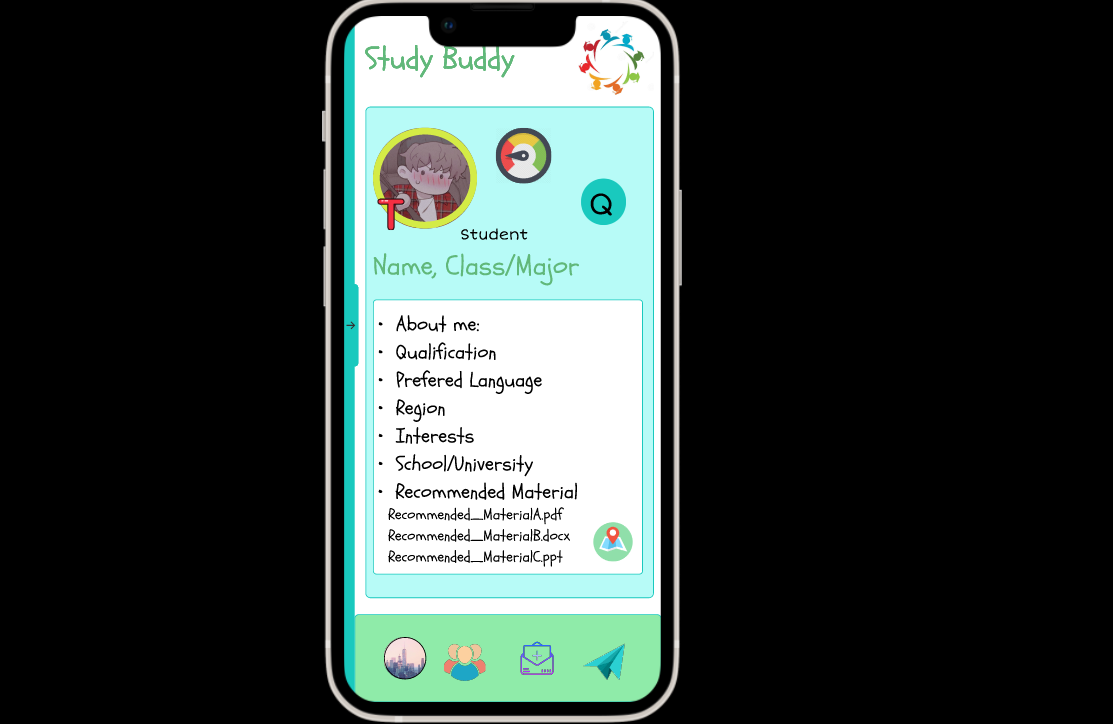 Study Buddy
T
Q
Student
Name, Class/Major
• About me:
• Qualification
• Prefered Language
• Region
• Interests
• School/University
• Recommended Material
Recommended_MaterialA.pdf
Recommended_MaterialB.docx
Recommended_MaterialC.ppt